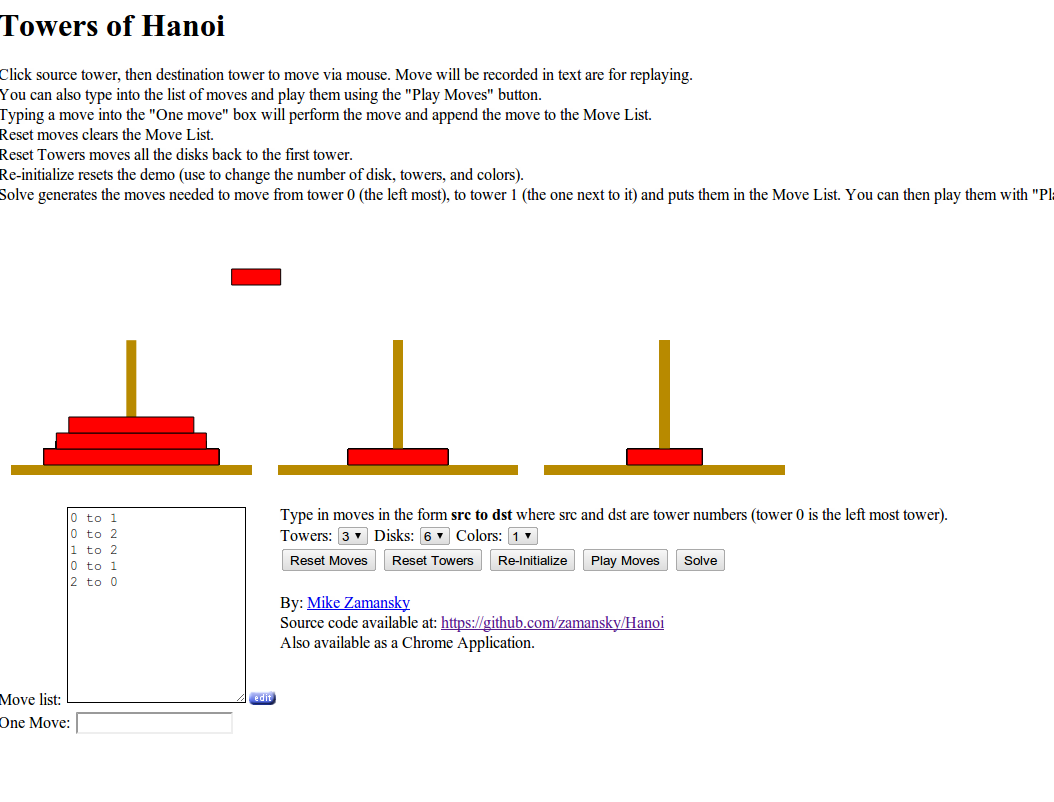 Towers of Hanoi
Click source tower, then destination tower to move via mouse. Move will be recorded in text are for replaying.
You can also type into the list of moves and play them using the "Play Moves" button.
Typing a move into the "One move" box will perform the move and append the move to the Move List.
Reset moves clears the Move List.
Reset Towers moves all the disks back to the first tower.
Re-initialize resets the demo (use to change the number of disk, towers, and colors).
Solve generates the moves needed to move from tower 0 (the left most), to tower 1 (the one next to it) and puts them in the Move List. You can then play them with "Pla
0 to 1
0 to 2
1 to 2
0 to 1
2 to 0
Move list:
edit
One Move:
Type in moves in the form src to dst where src and dst are tower numbers (tower 0 is the left most tower).
Towers: 3 Disks: 6 Colors: 1
Reset Moves Reset Towers Re-Initialize Play Moves Solve
By: Mike Zamansky
Source code available at: https://github.com/zamansky/Hanoi
Also available as a Chrome Application.